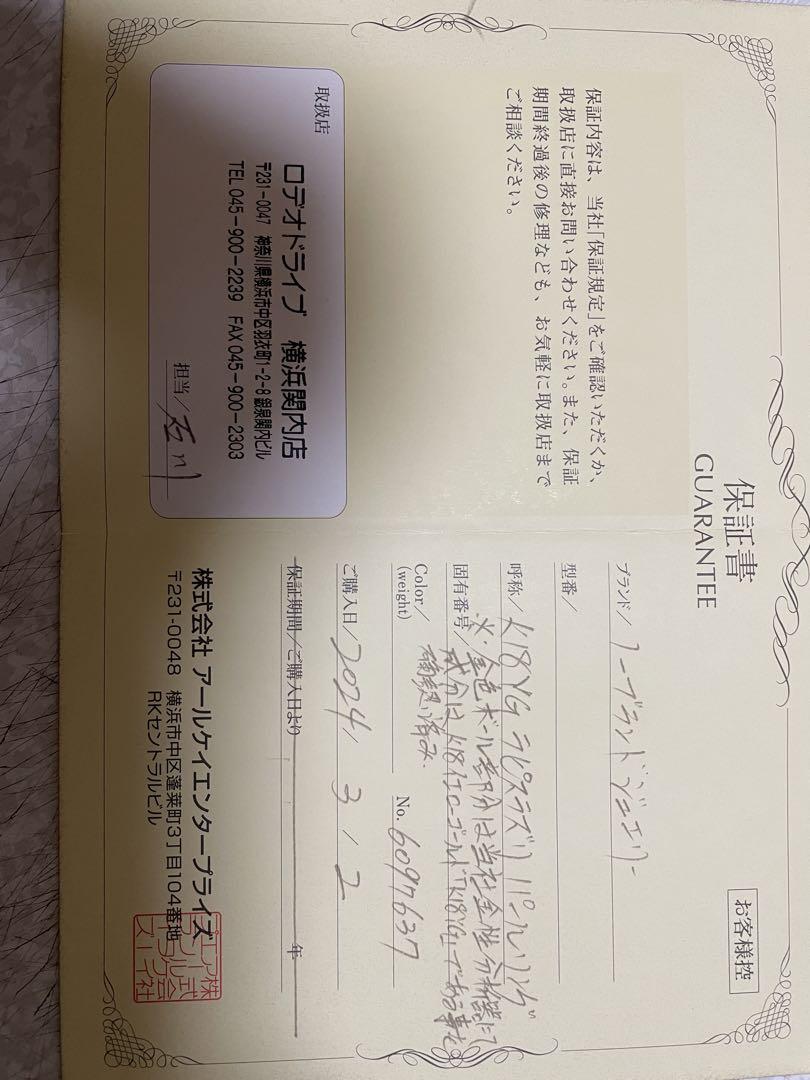 保証書
GUARANTEE
お客様控
保証内容は、当社「保証規定」をご確認いただくか、
取扱店に直接お問い合わせください。また、保証
期間終過後の修理なども、お気軽に取扱店まで
ご相談ください。
取扱店
ロデオドライブ 横浜関内店
〒231-0047 神奈川県横浜市中区羽衣町1-2-8 銀泉関内ビル
TEL 045-900-2239 FAX 045-900-2303
担当/石川
ブランド/ノーブランドジュエリー
型番/
呼称/K18YG ラピスラズリ パールリング
※金色ボール部分は当社金性分析器にて
固有番号/成分は、K18イエローゴールド「K18YG」である事を
確認済み。
Color/
(weight)
No. 6097637
ご購入日/2024/3/2
保証期間/ご購入日より 年
株式会社 アールケイエンタープライズ
〒231-0048 横浜市中区蓬莱町3丁目104番地
RKセントラルビル